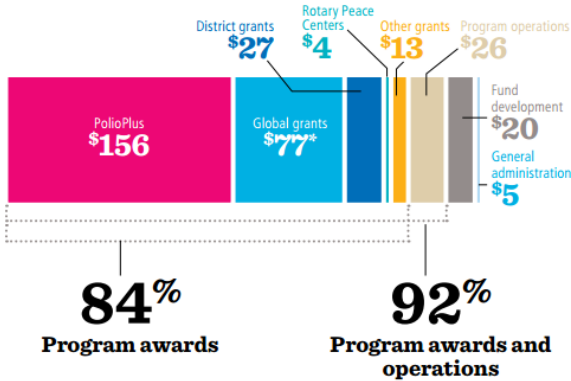 Rotary Peace
Centers
$4
District grants
$27
Other grants
$13
Program operations
$26
PolioPlus
$156
Global grants
$77*
Fund
development
$20
General
administration
$5
84%
Program awards
92%
Program awards and
operations